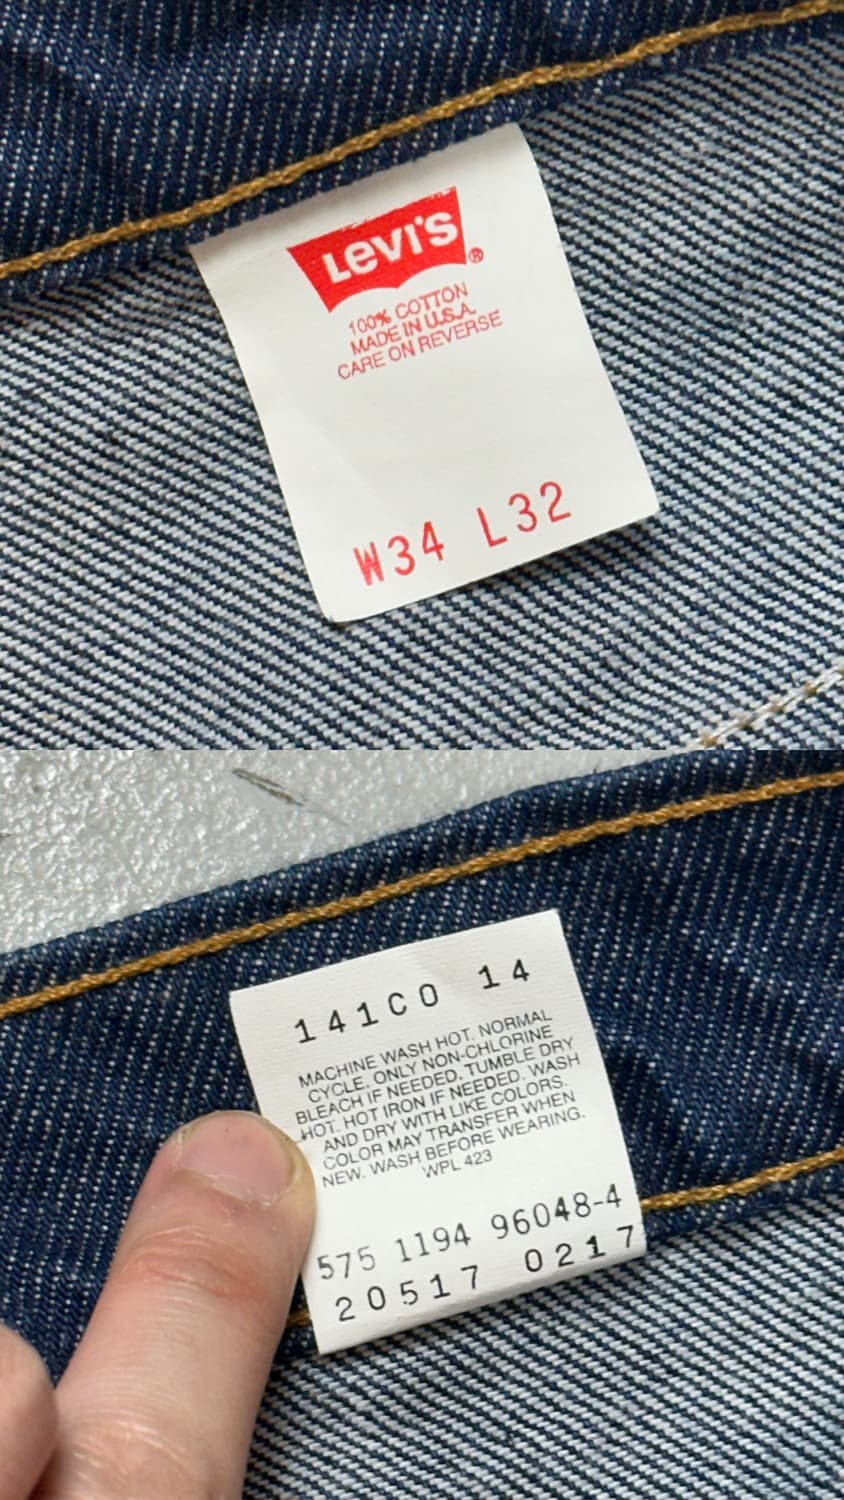 LEVI'S®
100% COTTON
MADE IN U.S.A.
CARE ON REVERSE
W34 L32
141C0 14
MACHINE WASH HOT. NORMAL
CYCLE. ONLY NON-CHLORINE
BLEACH IF NEEDED. TUMBLE DRY
HOT. HOT IRON IF NEEDED. WASH
AND DRY WITH LIKE COLORS.
COLOR MAY TRANSFER WHEN
NEW. WASH BEFORE WEARING.
WPL 423
575 1194 96048-4
20517 0217